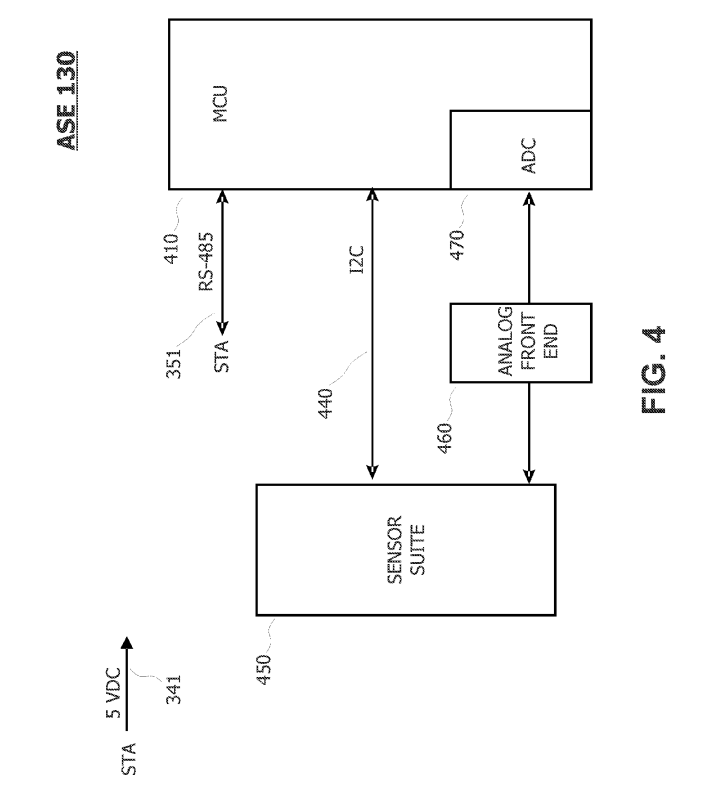 ASE 130
STA
5 VDC
341
STA
RS-485
351
410
MCU
I2C
440
450
SENSOR
SUITE
460
ANALOG
FRONT
END
470
ADC
FIG. 4